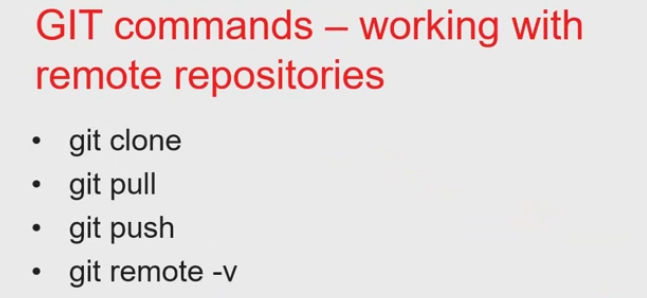 GIT commands – working with
remote repositories
• git clone
• git pull
• git push
• git remote -v